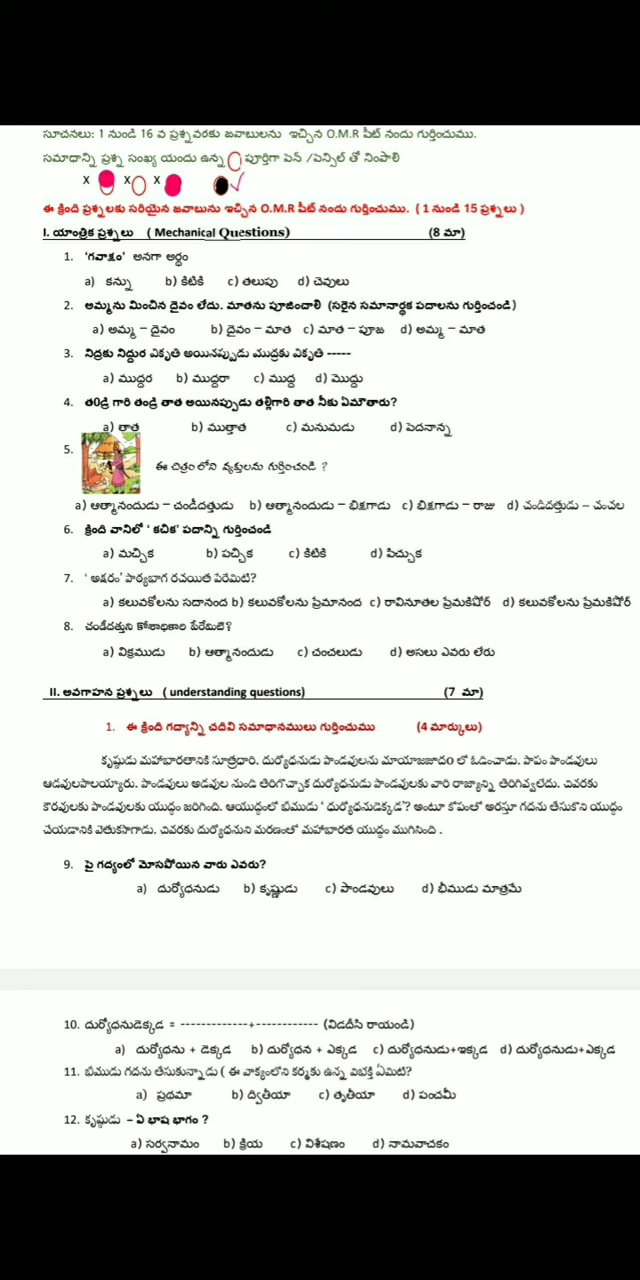 సూచనలు: 1 నుండి 16 వ ప్రశ్నవరకు జవాబులను ఇచ్చిన O.M.R షీట్ నందు గుర్తించుము.
సమాధాన్ని ప్రశ్న సంఖ్య యందు ఉన్న పూర్తిగా పెన్ /పెన్సిల్ తో నింపాలి
X X X
ఈ క్రింది ప్రశ్నలకు సరియైన జవాబును ఇచ్చిన O.M.R షీట్ నందు గుర్తించుము. ( 1 నుండి 15 ప్రశ్నలు )
I. యాంత్రిక ప్రశ్నలు ( Mechanical Questions) (8 మా)
1. ‘గవాక్షం’ అనగా అర్థం
a) కన్ను b) కిటికి c) తలుపు d) చెవులు
2. అమ్మను మించిన దైవం లేదు. మాతను పూజించాలి (సరైన సమానార్థక పదాలను గుర్తించండి)
a) అమ్మ – దైవం b) దైవం – మాత c) మాత – పూజ d) అమ్మ – మాత
3. నిద్రకు నిద్దుర వికృతి అయినప్పుడు ముద్రకు వికృతి -----
a) ముద్దర b) ముద్దరా c) ముద్ద d) మొద్దు
4. త0డ్రి గారి తండ్రి తాత అయినప్పుడు తల్లిగారి తాత నీకు ఏమౌతారు?
a) తాత b) ముత్తాత c) మనుమడు d) పెదనాన్న
5. ఈ చిత్రంలోని వ్యక్తులను గుర్తించండి ?
a) ఆత్మానందుడు – చండీదత్తుడు b) ఆత్మానందుడు – భిక్షగాడు c) భిక్షగాడు – రాజు d) చండీదత్తుడు – చంచల
6. క్రింది వానిలో ‘ కచిక’ పదాన్ని గుర్తించండి
a) మచ్చిక b) పచ్చిక c) కిటికి d) పిచ్చుక
7. ‘ అక్షరం’ పాఠ్యభాగ రచయిత పేరేమిటి?
a) కలువకోలను సదానంద b) కలువకోలను ప్రేమానంద c) రావినూతల ప్రేమకిషోర్ d) కలువకోలను ప్రేమకిషోర్
8. చండీదత్తుని కోశాధికారి పేరేమిటి?
a) విక్రముడు b) ఆత్మానందుడు c) చంచలుడు d) అసలు ఎవరు లేరు
II. అవగాహన ప్రశ్నలు ( understanding questions) (7 మా)
1. ఈ క్రింది గద్యాన్ని చదివి సమాధానములు గుర్తించుము (4 మార్కులు)
కృష్ణుడు మహాభారతానికి సూత్రధారి. దుర్యోధనుడు పాండవులను మాయాజూదం లో ఓడించాడు. పాపం పాండవులు
ఆడవులపాలయ్యారు. పాండవులు అడవుల నుండి తిరిగొచ్చాక దుర్యోధనుడు పాండవులకు వారి రాజ్యాన్ని తిరిగివ్వలేదు. చివరకు
కౌరవులకు పాండవులకు యుద్ధం జరిగింది. ఆయుద్ధంలో భీముడు ‘ దుర్యోధనుడెక్కడ’? అంటూ కోపంలో అరస్తూ గదను తీసుకొని యుద్ధం
చేయడానికి వెతుకసాగాడు. చివరకు దుర్యోధనుని మరణంతో మహాభారత యుద్ధం ముగిసింది .
9. పై గద్యంలో మోసపోయిన వారు ఎవరు?
a) దుర్యోధనుడు b) కృష్ణుడు c) పాండవులు d) భీముడు మాత్రమే
10. దుర్యోధనుడెక్కడ = -------------+------------ (విడదీసి రాయండి)
a) దుర్యోధను + డెక్కడ b) దుర్యోధన + ఎక్కడ c) దుర్యోధనుడు+ఇక్కడ d) దుర్యోధనుడు+ఎక్కడ
11. భీముడు గదను తీసుకున్నాడు ( ఈ వాక్యంలోని కర్మకు ఉన్న విభక్తి ఏమిటి?
a) ప్రథమా b) ద్వితీయా c) తృతీయా d) పంచమీ
12. కృష్ణుడు – ఏ భాషా భాగం ?
a) సర్వనామం b) క్రియ c) విశేషణం d) నామవాచకం